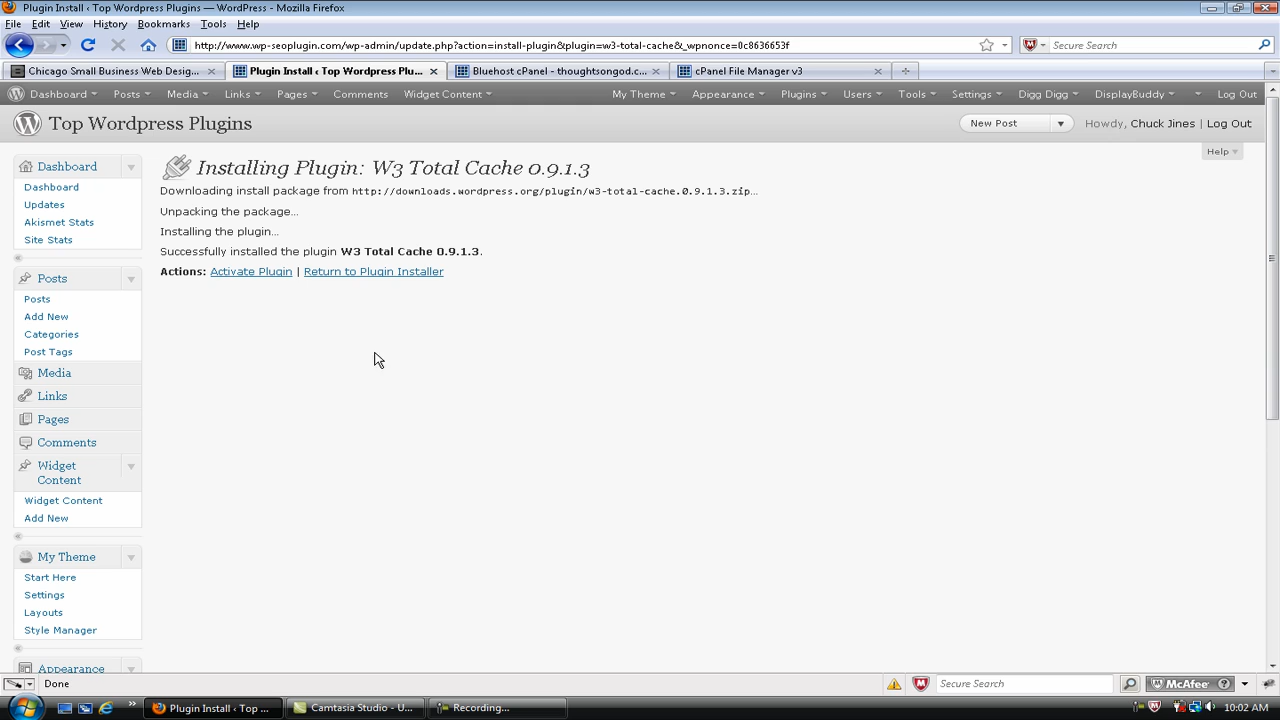 Plugin Install ‹ Top Wordpress Plugins — WordPress - Mozilla Firefox
File Edit View History Bookmarks Tools Help
http://www.wp-seoplugin.com/wp-admin/update.php?action=install-plugin&plugin=w3-total-cache&_wpnonce=0c8636653f
Secure Search
Chicago Small Business Web Desig...
Plugin Install ‹ Top Wordpress Plu...
Bluehost cPanel - thoughtsongod.c...
cPanel File Manager v3
Dashboard Posts Media Links Pages Comments Widget Content My Theme Appearance Plugins Users Tools Settings Digg Digg DisplayBuddy Log Out
Top Wordpress Plugins
New Post
Howdy, Chuck Jines | Log Out
Help
Installing Plugin: W3 Total Cache 0.9.1.3
Downloading install package from http://downloads.wordpress.org/plugin/w3-total-cache.0.9.1.3.zip…
Unpacking the package…
Installing the plugin…
Successfully installed the plugin W3 Total Cache 0.9.1.3.
Actions: Activate Plugin | Return to Plugin Installer
Dashboard
Dashboard
Updates
Akismet Stats
Site Stats
Posts
Posts
Add New
Categories
Post Tags
Media
Links
Pages
Comments
Widget
Content
Widget Content
Add New
My Theme
Start Here
Settings
Layouts
Style Manager
Appearance
Done
Secure Search
McAfee
Plugin Install ‹ Top ...
Camtasia Studio - U...
Recording...
10:02 AM